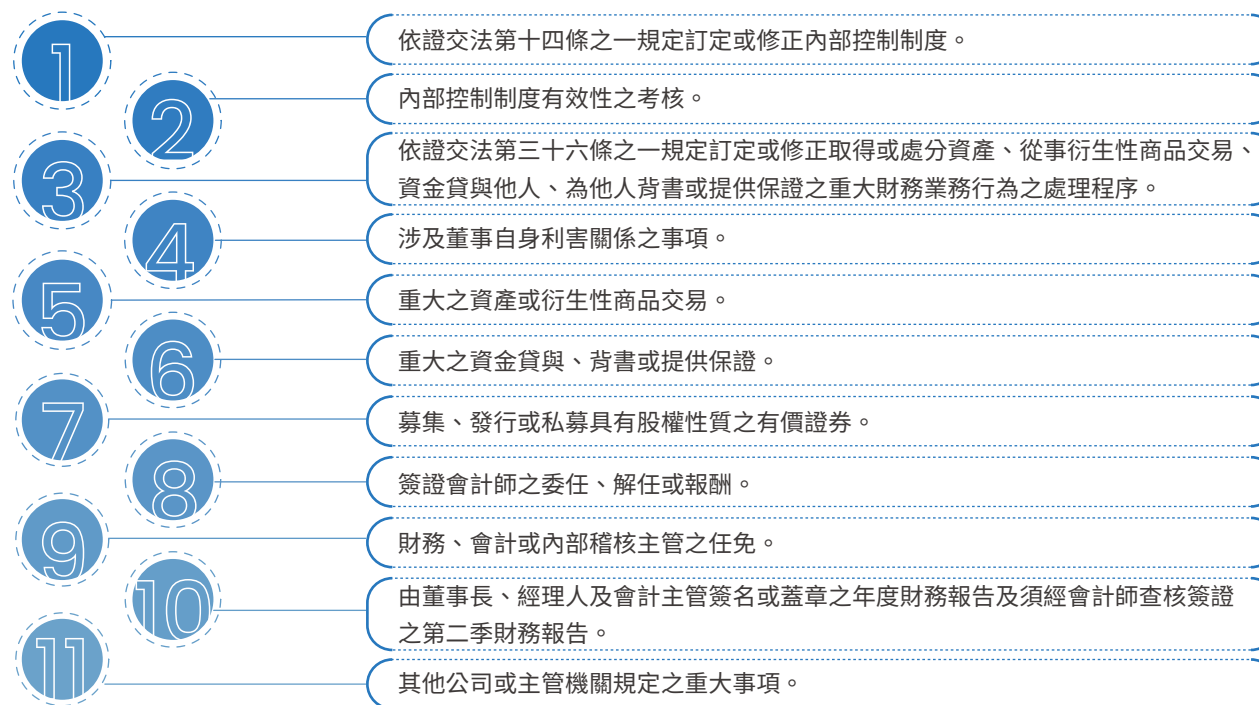 1
依證交法第十四條之一規定訂定或修正內部控制制度。
2
內部控制制度有效性之考核。
3
依證交法第三十六條之一規定訂定或修正取得或處分資產、從事衍生性商品交易、
資金貸與他人、為他人背書或提供保證之重大財務業務行為之處理程序。
4
涉及董事自身利害關係之事項。
5
重大之資產或衍生性商品交易。
6
重大之資金貸與、背書或提供保證。
7
募集、發行或私募具有股權性質之有價證券。
8
簽證會計師之委任、解任或報酬。
9
財務、會計或內部稽核主管之任免。
10
由董事長、經理人及會計主管簽名或蓋章之年度財務報告及須經會計師查核簽證
之第二季財務報告。
11
其他公司或主管機關規定之重大事項。